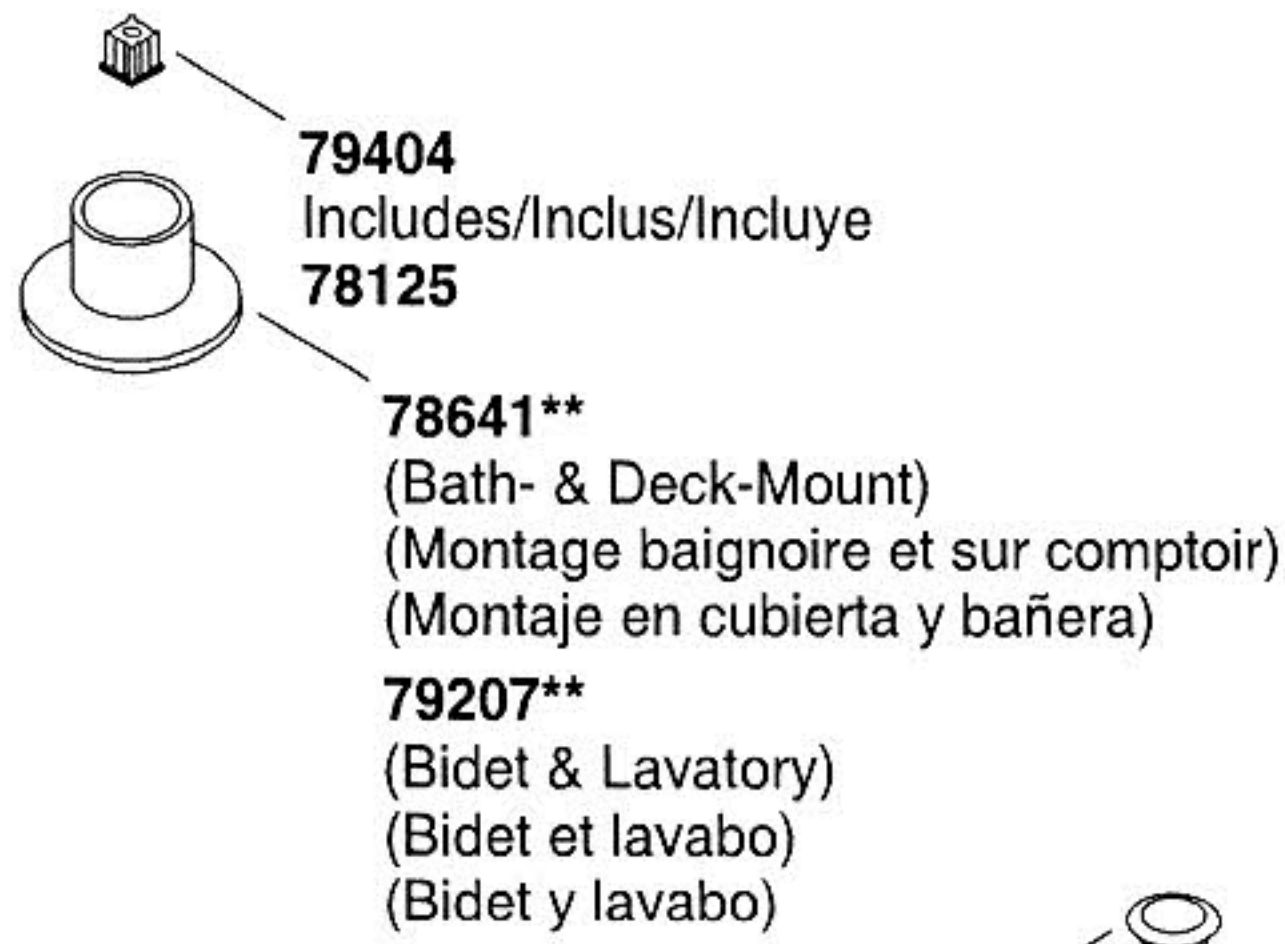 79404
Includes/Inclus/Incluye
78125
78641**
(Bath- & Deck-Mount)
(Montage baignoire et sur comptoir)
(Montaje en cubierta y bañera)
79207**
(Bidet & Lavatory)
(Bidet et lavabo)
(Bidet y lavabo)